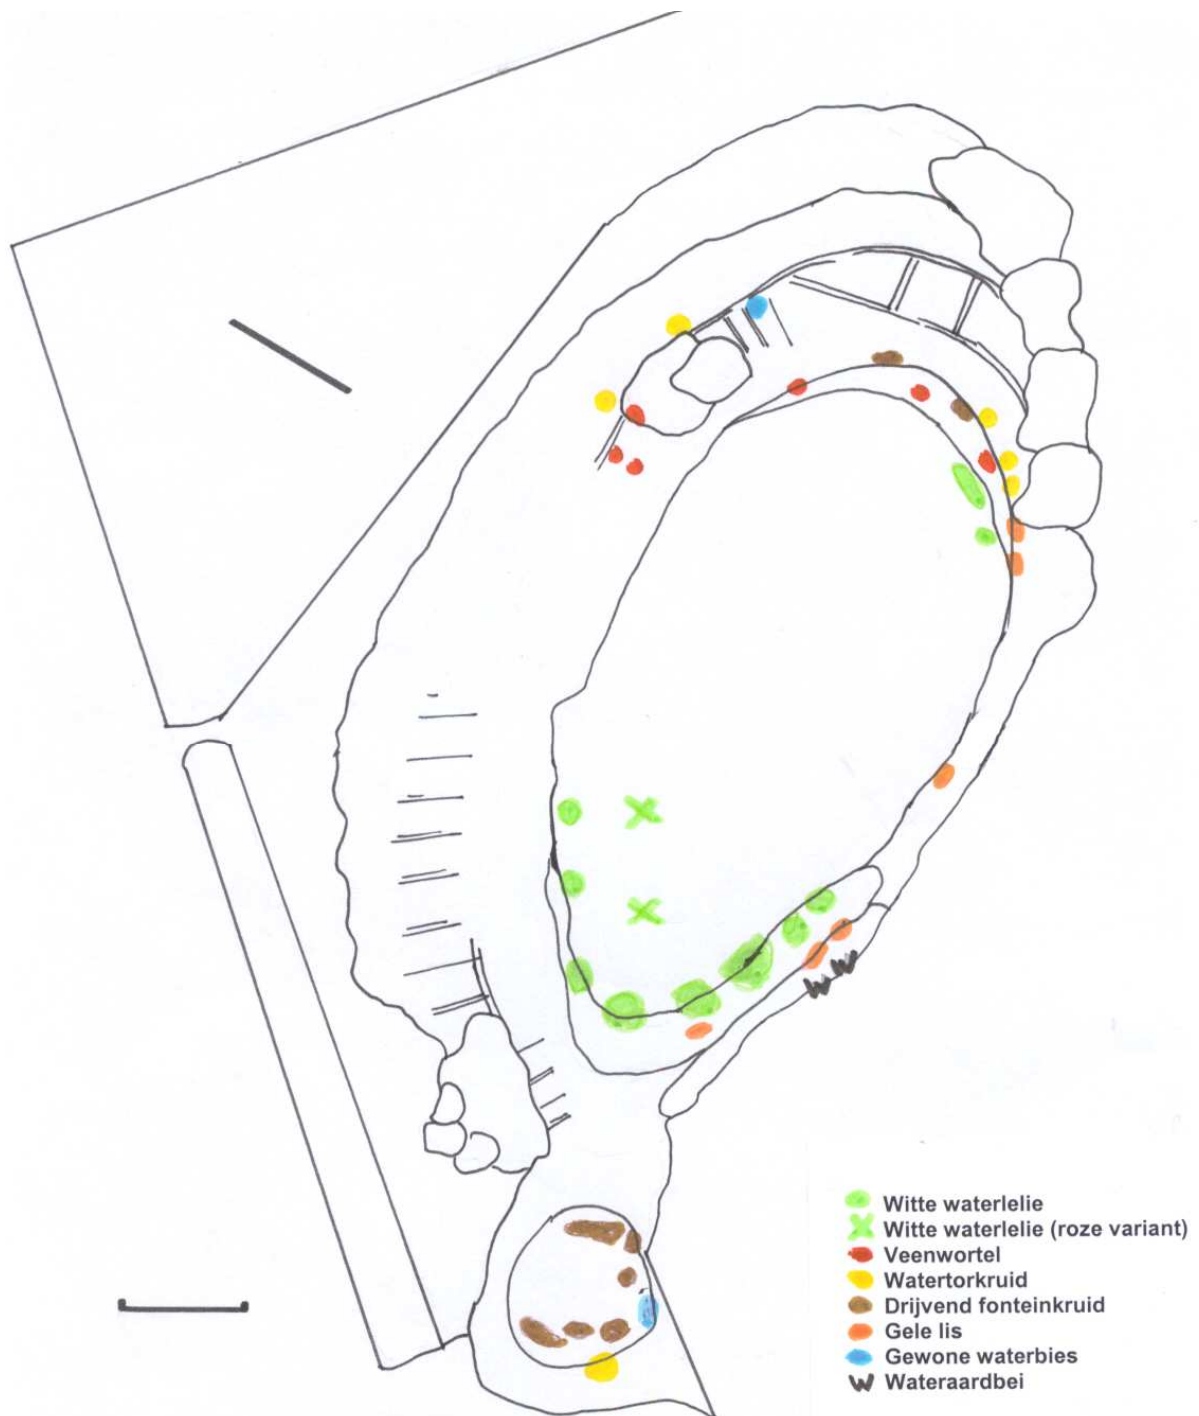 Witte waterlelie
Witte waterlelie (roze variant)
Veenwortel
Watertorkruid
Drijvend fonteinkruid
Gele lis
Gewone waterbies
Wateraardbei